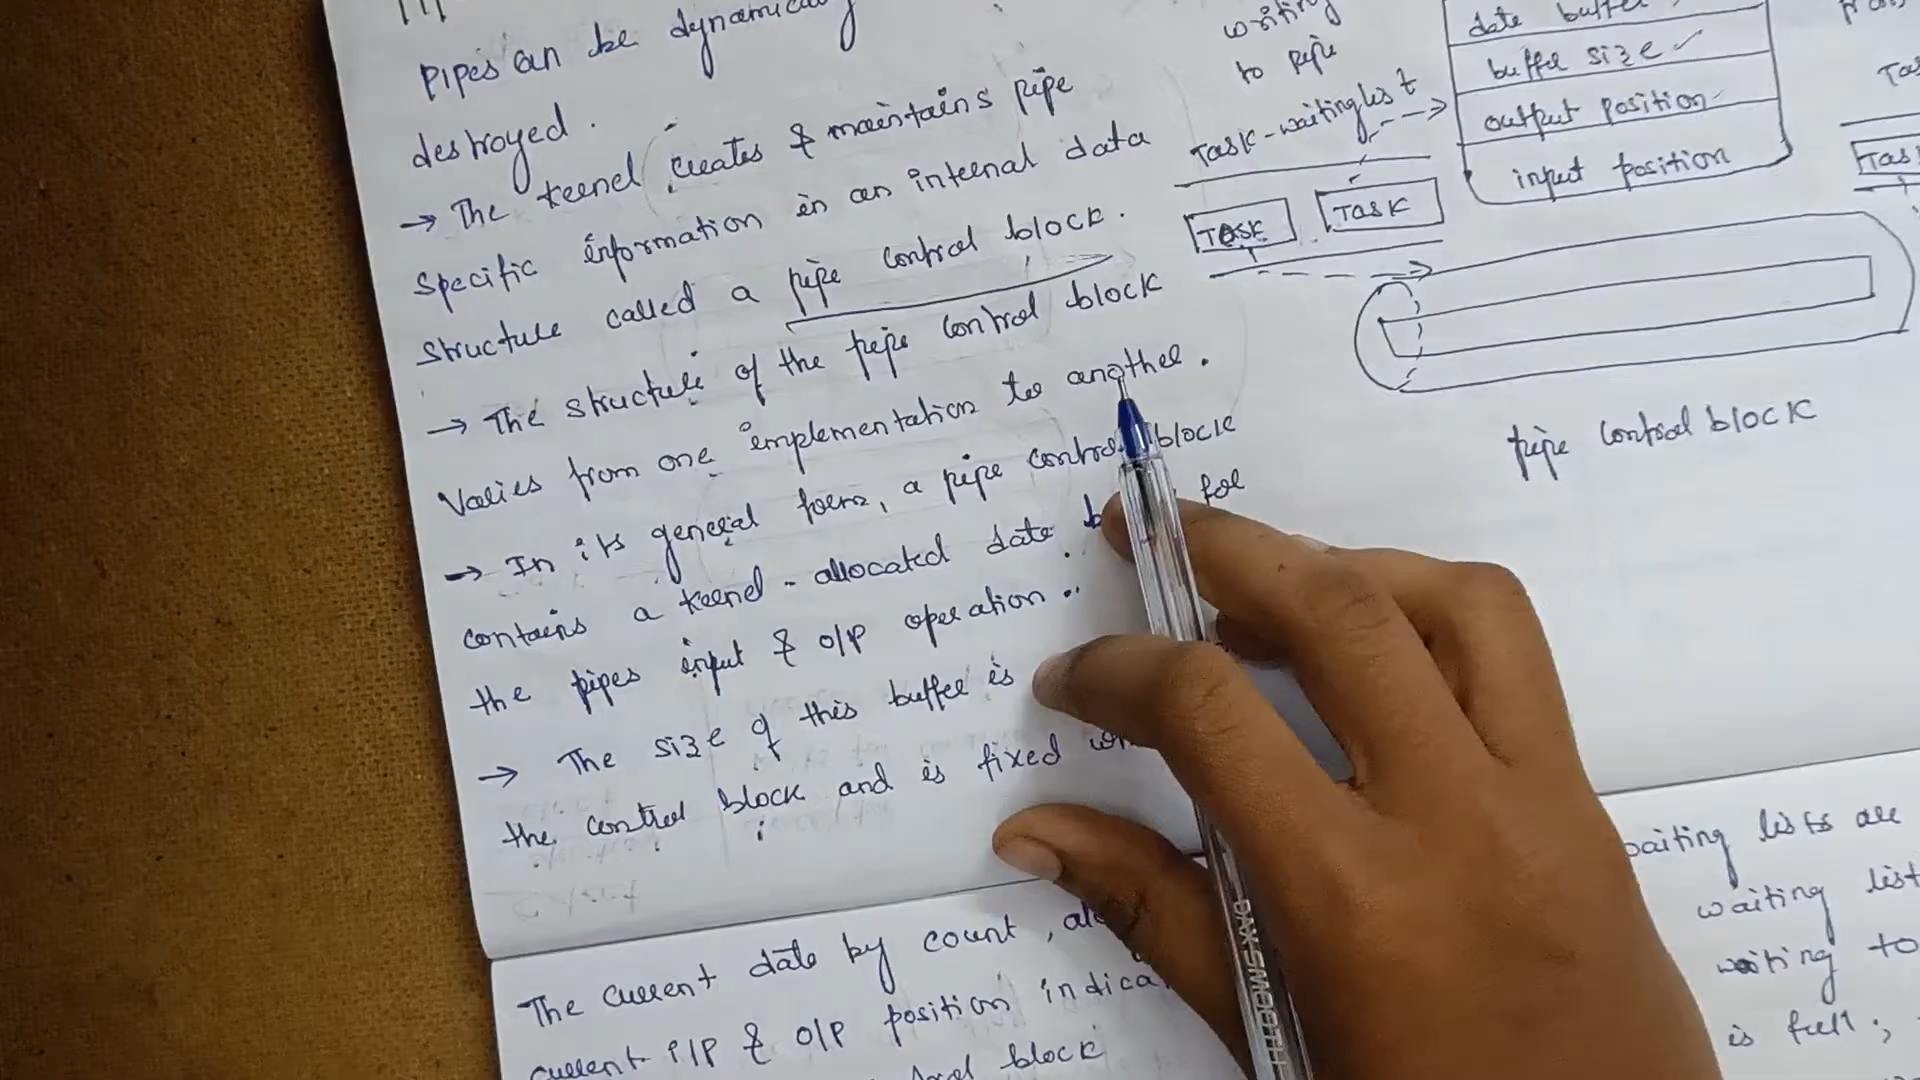 pipes can be dynamically
destroyed.
→ The kernel creates & maintains pipe
specific information in an internal data
structure called a pipe control block.
→ The structure of the pipe control block
Varies from one implementation to another.
→ In its general form, a pipe control block
contains a kernel-allocated data for
the pipes input & o/p operation.
→ The size of this buffer is
the control block and is fixed
The current data by count,
current i/p & o/p position
block
writing
to pipe
Task-waiting list
TASK
TASK
date buffer
buffer size ✓
output position
input position
Task
pipe control block
waiting lists are
waiting list
waiting to
is full;